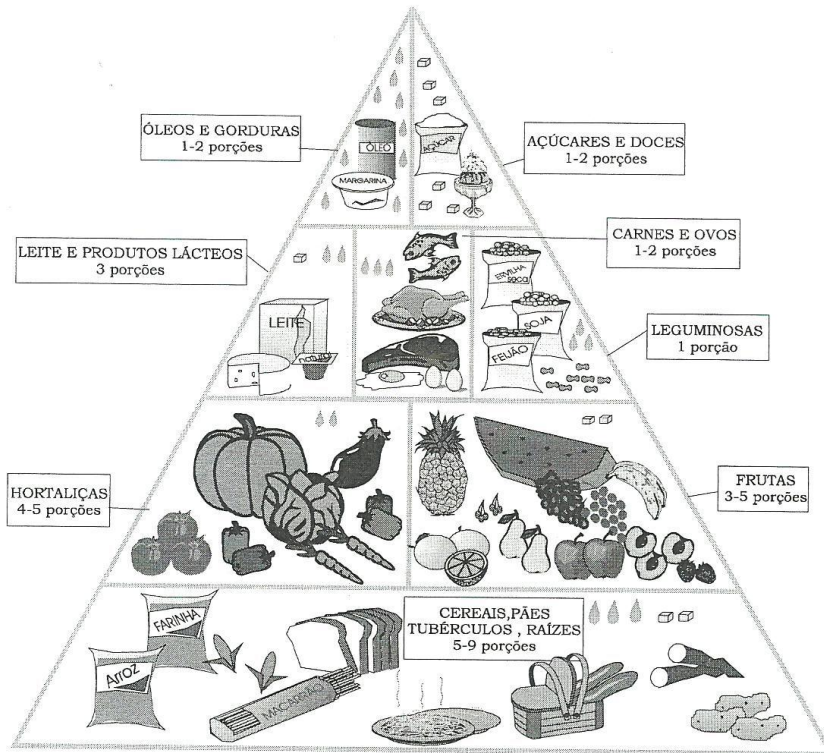 ÓLEOS E GORDURAS
1-2 porções
AÇÚCARES E DOCES
1-2 porções
ÓLEO
AÇUCAR
MARGARINA
CARNES E OVOS
1-2 porções
LEITE E PRODUTOS LÁCTEOS
3 porções
ERVILHA
SECA
LEITE
SOJA
LEGUMINOSAS
1 porção
FEIJÃO
HORTALIÇAS
4-5 porções
FRUTAS
3-5 porções
CEREAIS,PÃES
TUBÉRCULOS , RAÍZES
5-9 porções
FARINHA
Arroz
MACARRÃO